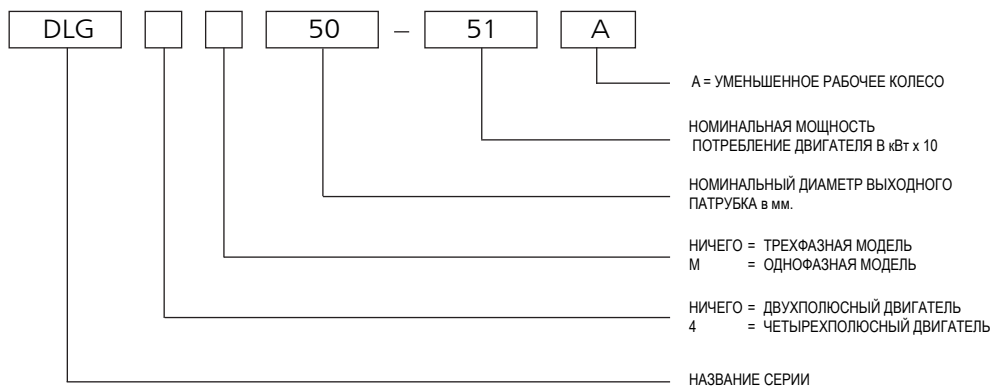 DLG 50 – 51 A
A = УМЕНЬШЕННОЕ РАБОЧЕЕ КОЛЕСО
НОМИНАЛЬНАЯ МОЩНОСТЬ
ПОТРЕБЛЕНИЕ ДВИГАТЕЛЯ В кВт x 10
НОМИНАЛЬНЫЙ ДИАМЕТР ВЫХОДНОГО
ПАТРУБКА в мм.
НИЧЕГО = ТРЕХФАЗНАЯ МОДЕЛЬ
М = ОДНОФАЗНАЯ МОДЕЛЬ
НИЧЕГО = ДВУХПОЛЮСНЫЙ ДВИГАТЕЛЬ
4 = ЧЕТЫРЕХПОЛЮСНЫЙ ДВИГАТЕЛЬ
НАЗВАНИЕ СЕРИИ